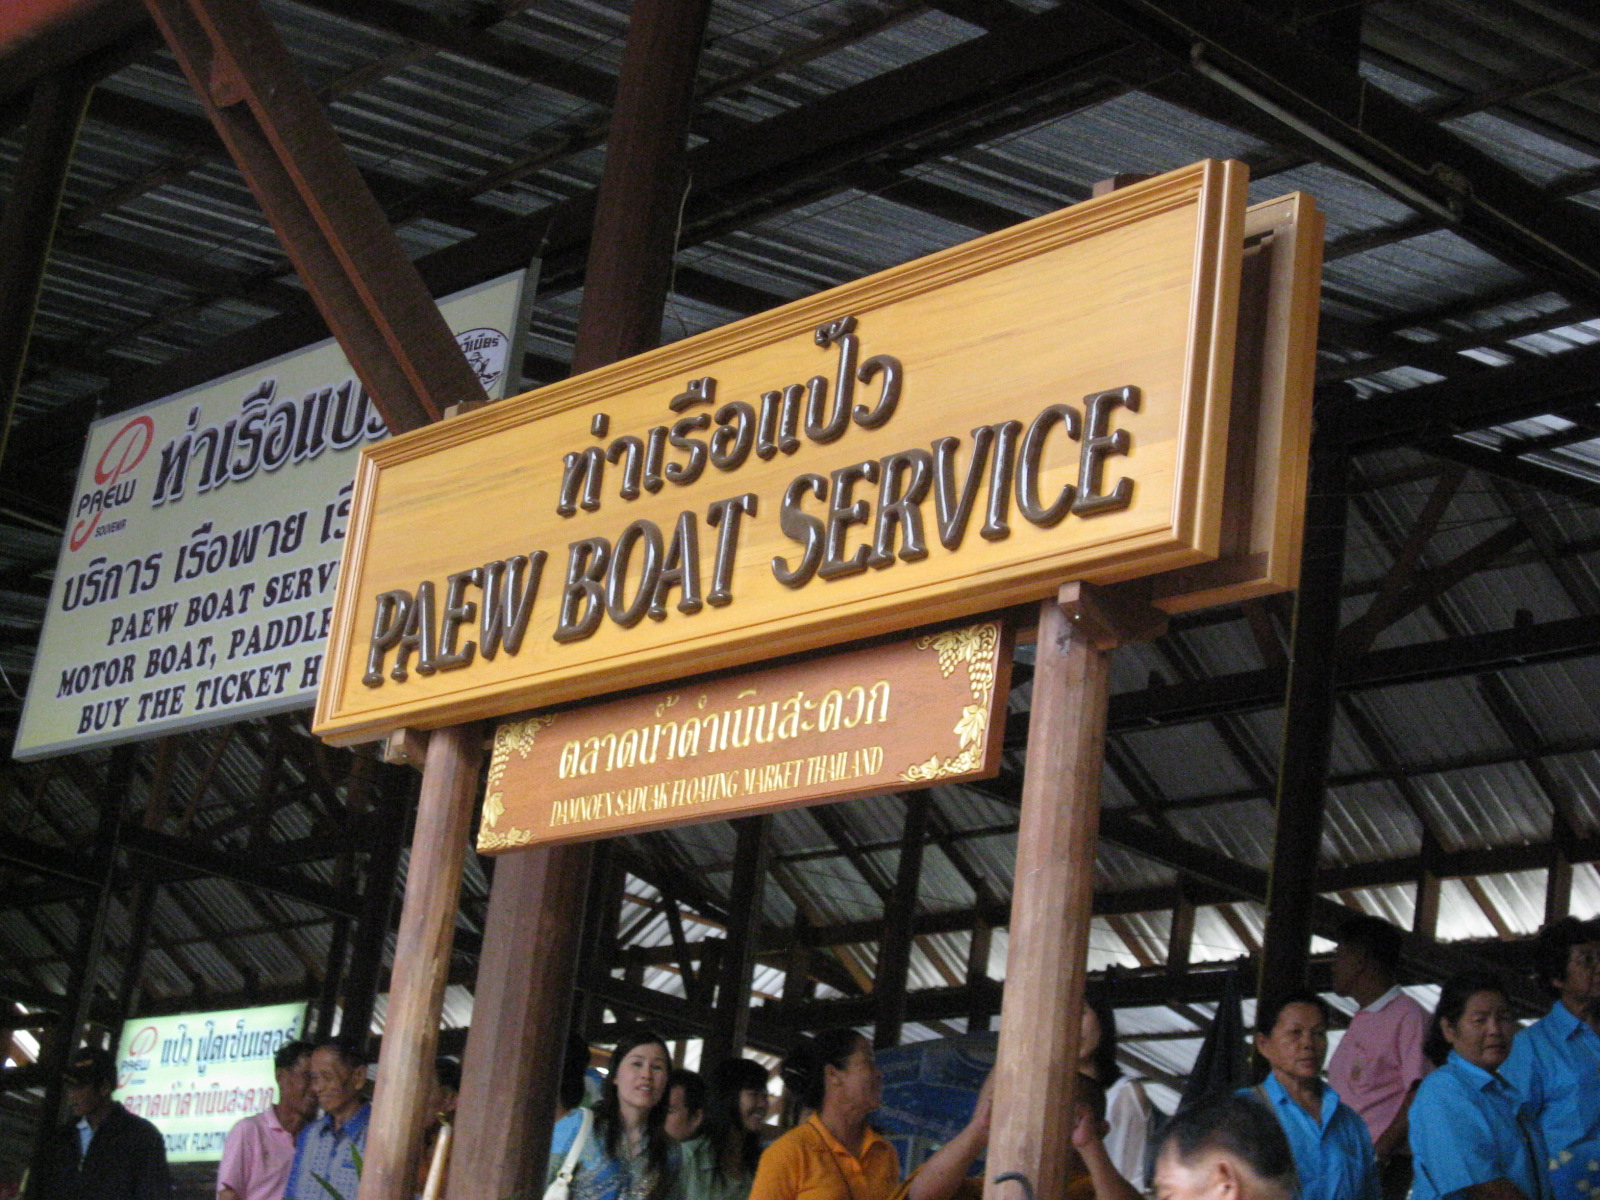 ท่าเรือแป๋ว
PAEW BOAT SERVICE
ตลาดน้ำดำเนินสะดวก
DAMNOEN SADUAK FLOATING MARKET THAILAND
PAEW
SOUVENIR
ท่าเรือแป๋ว
บริการ เรือพาย
PAEW BOAT SERV
MOTOR BOAT, PADDLE
BUY THE TICKET H
PAEW
แป๋ว ฟู้ดเซ็นเตอร์
ตลาดน้ำดำเนินสะดวก